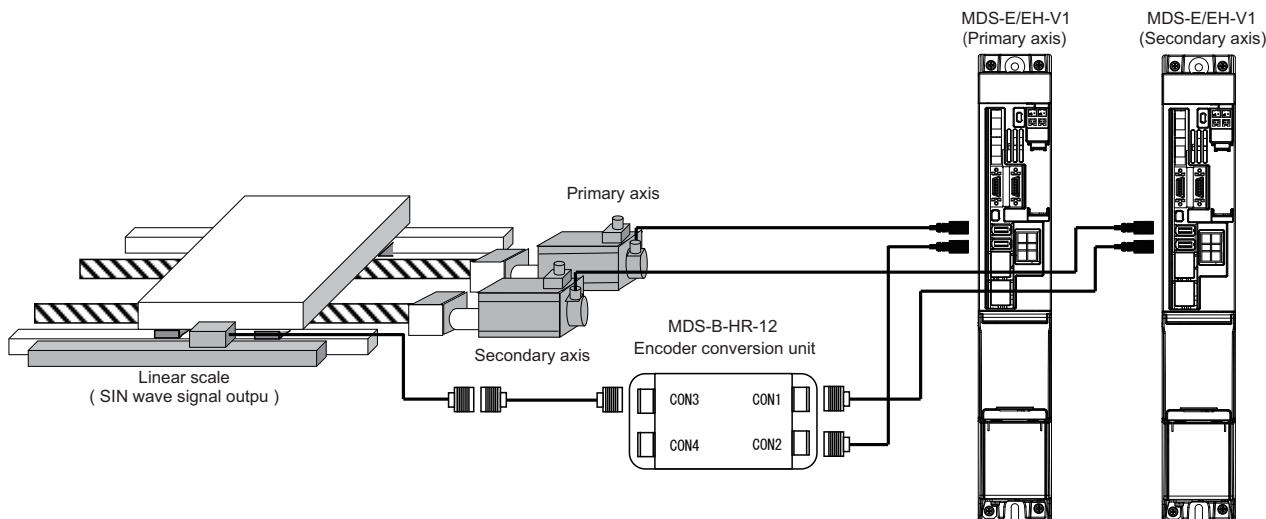 MDS-E/EH-V1
(Primary axis)
MDS-E/EH-V1
(Secondary axis)
Primary axis
Secondary axis
MDS-B-HR-12
Encoder conversion unit
Linear scale
( SIN wave signal outpu )
CON3
CON1
CON4
CON2